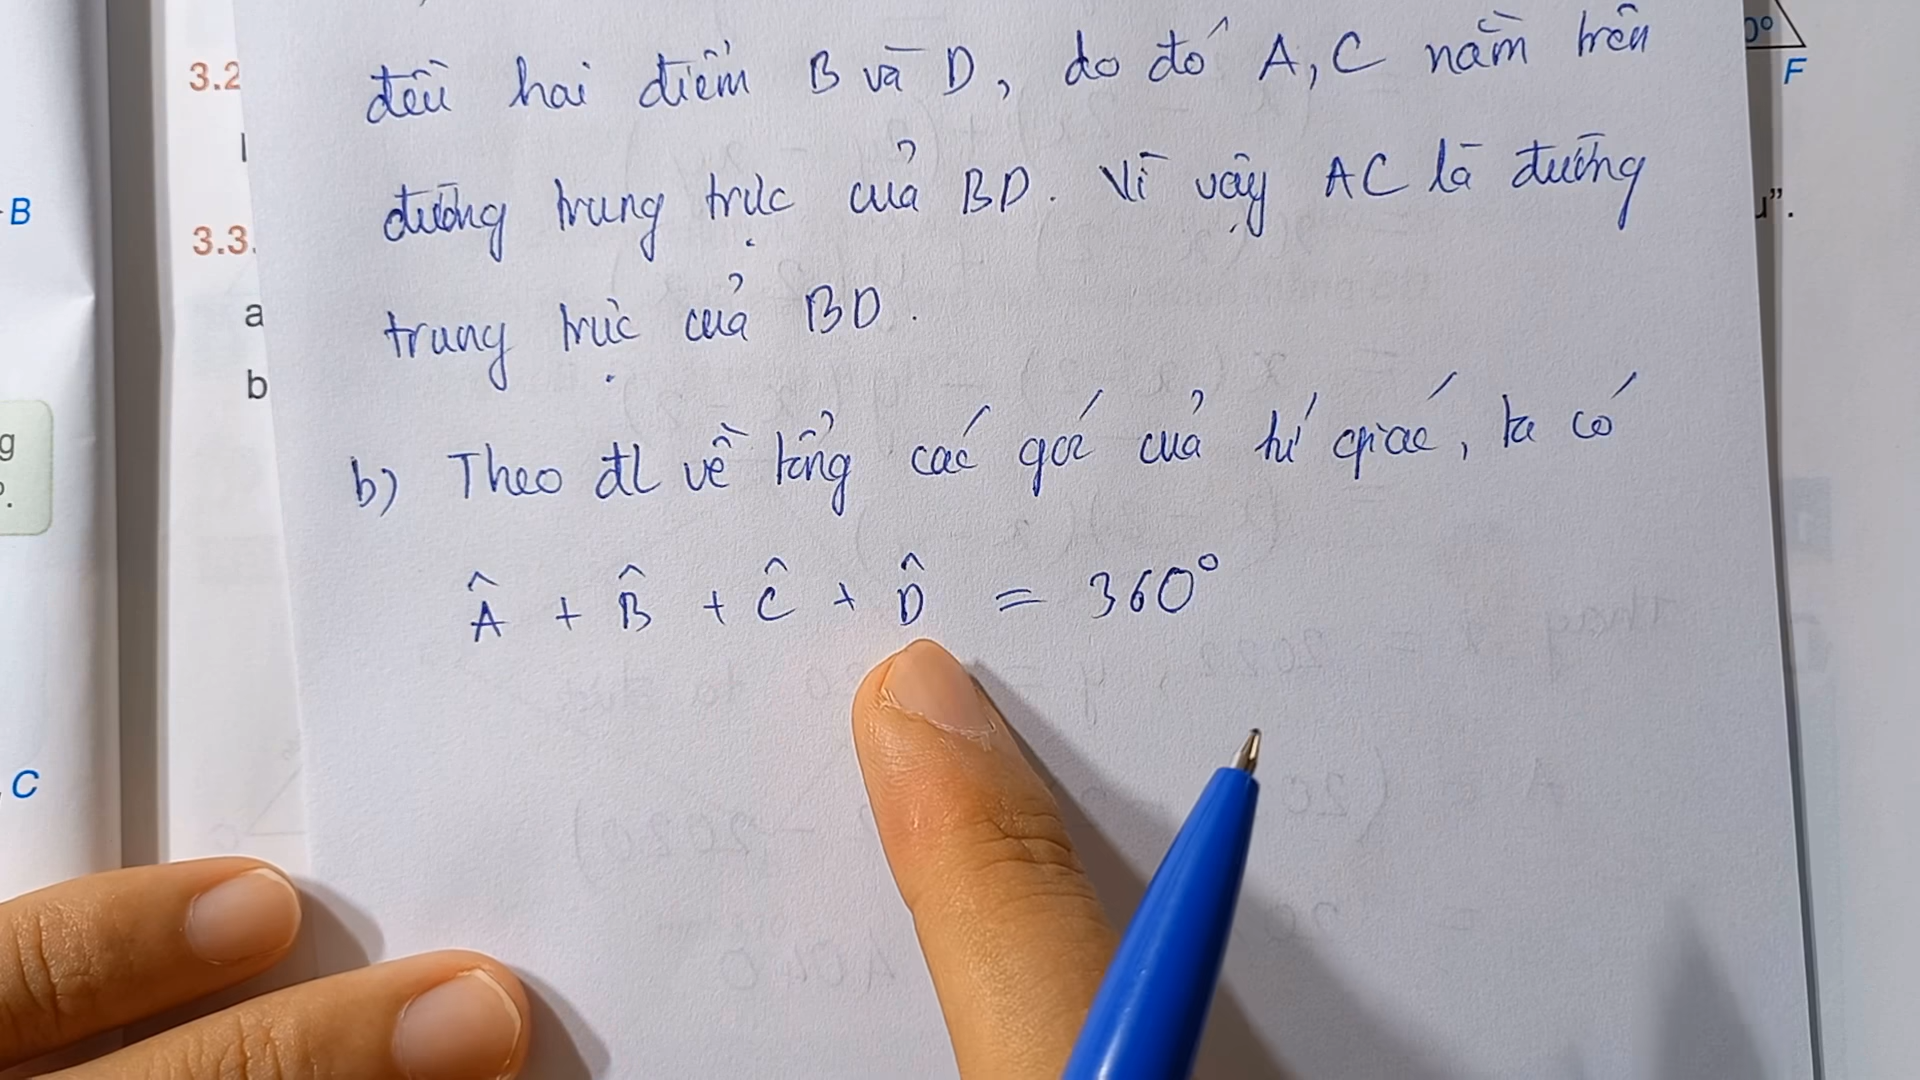 đều hai điểm B và D, do đó A, C nằm trên
đường trung trực của BD. Vì vậy AC là đường
trung trực của BD.
b) Theo đl về tổng các góc của tứ giác, ta có
Â + B̂ + Ĉ + D̂ = 360°
3.2
3.3.
a
b
B
g
C
F
0°
u”.